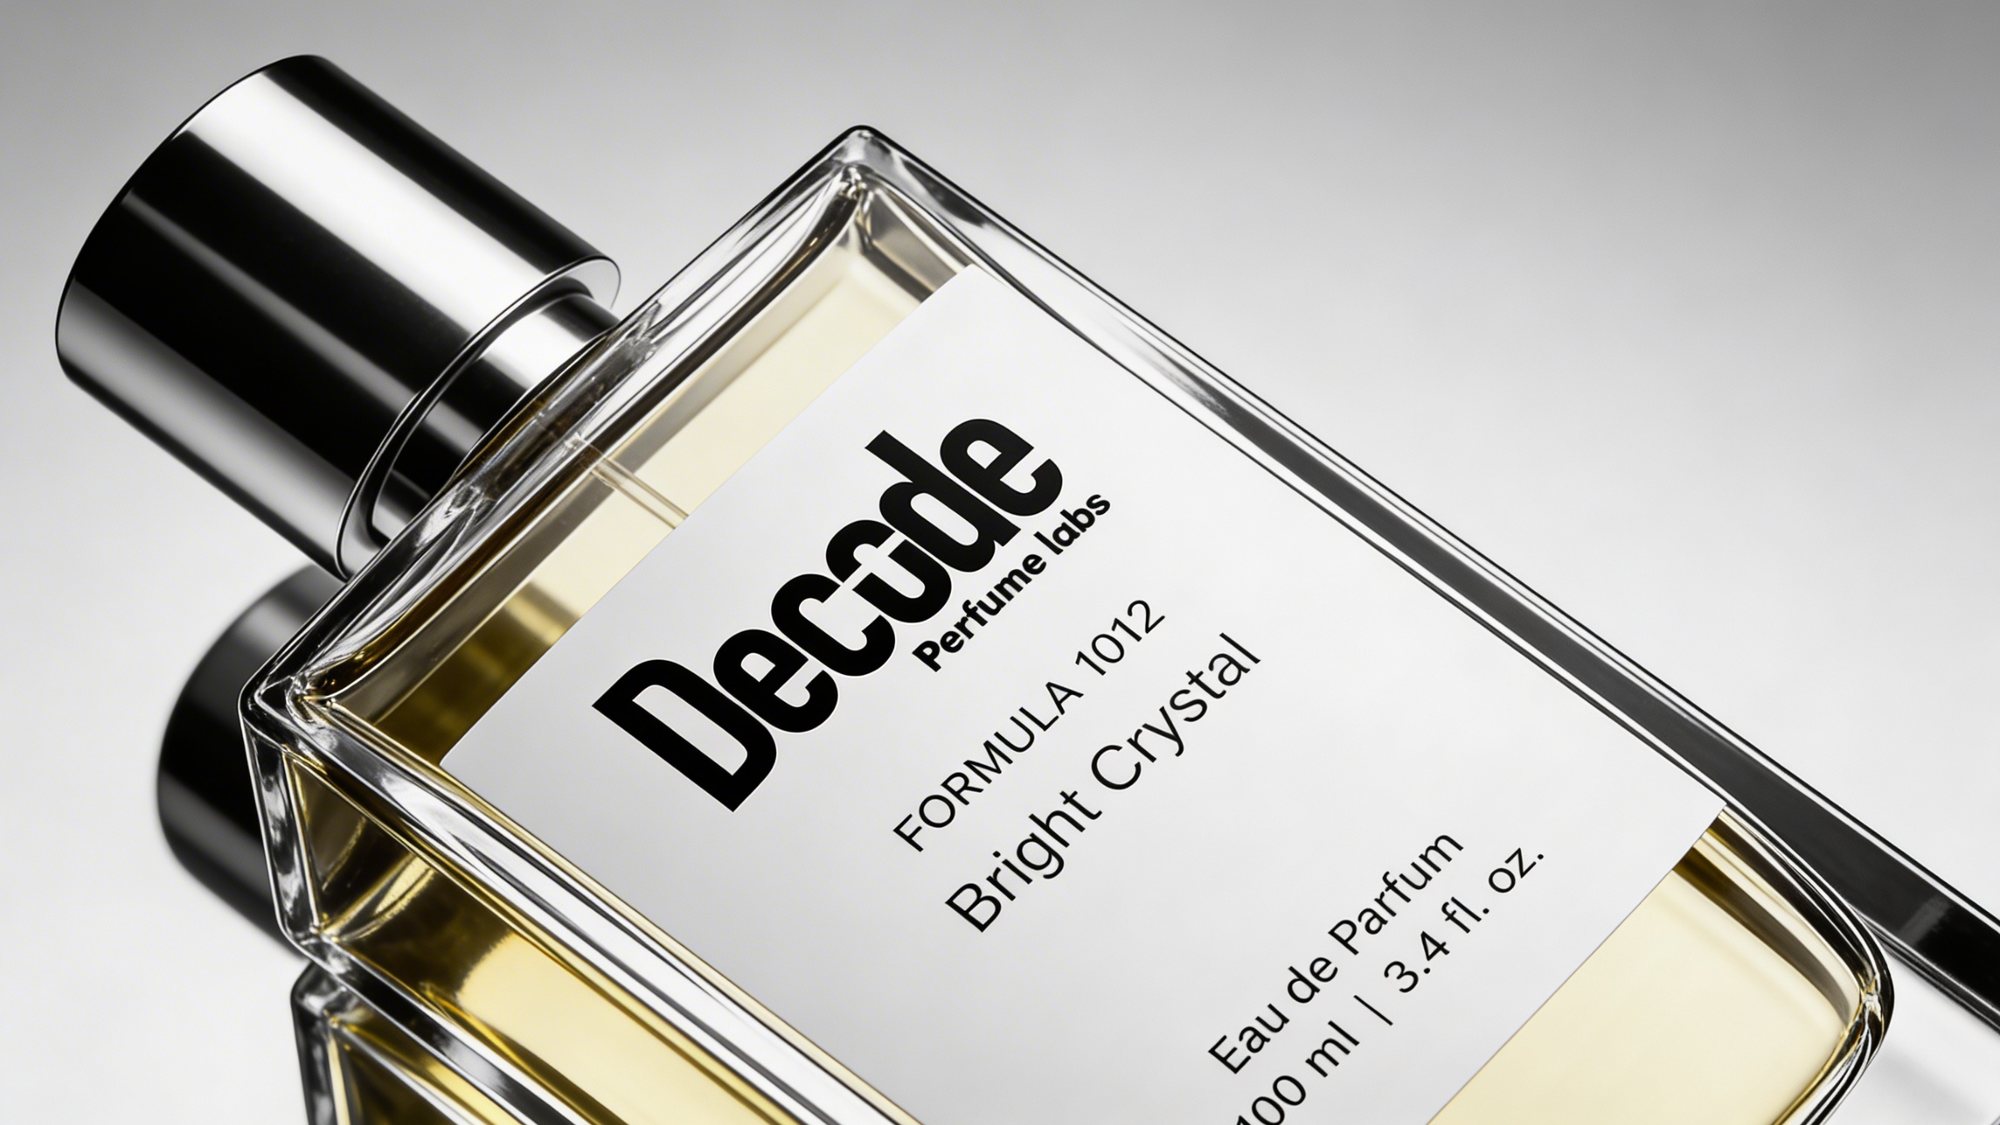 Decode
Perfume labs
FORMULA 1012
Bright Crystal
Eau de Parfum
100 ml | 3.4 fl. oz.